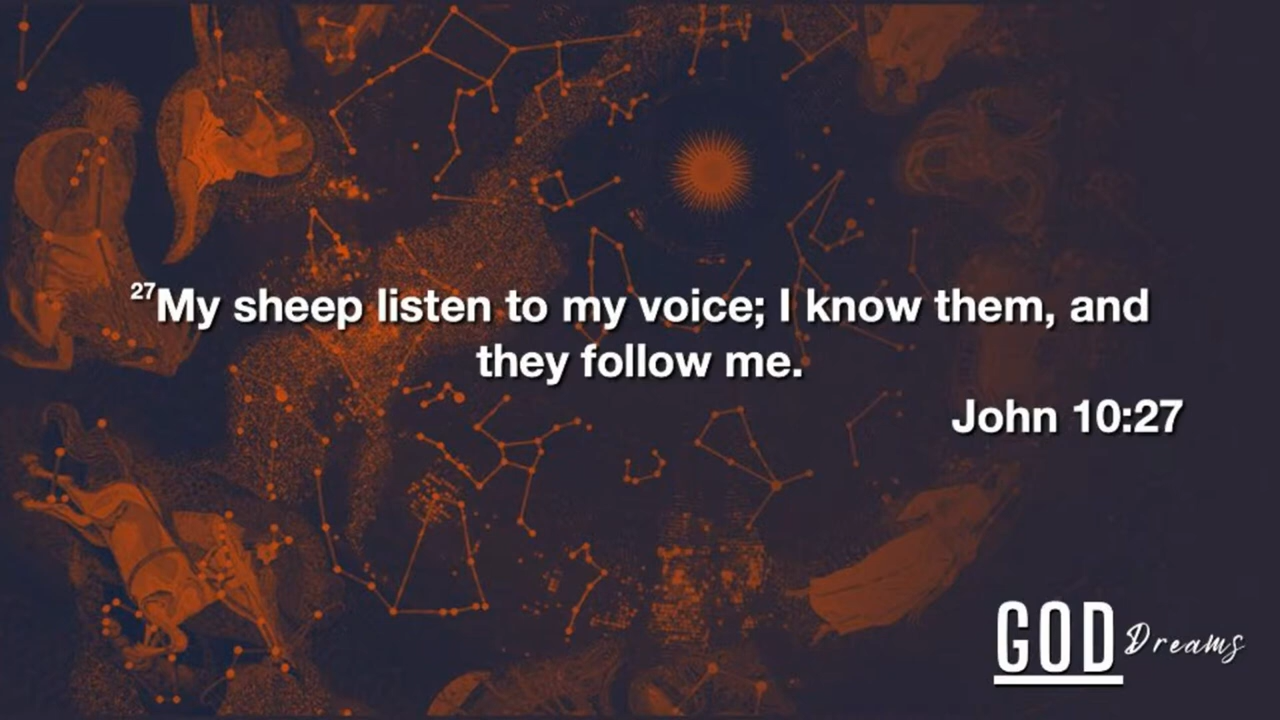 27My sheep listen to my voice; I know them, and
they follow me.
John 10:27
GOD Dreams